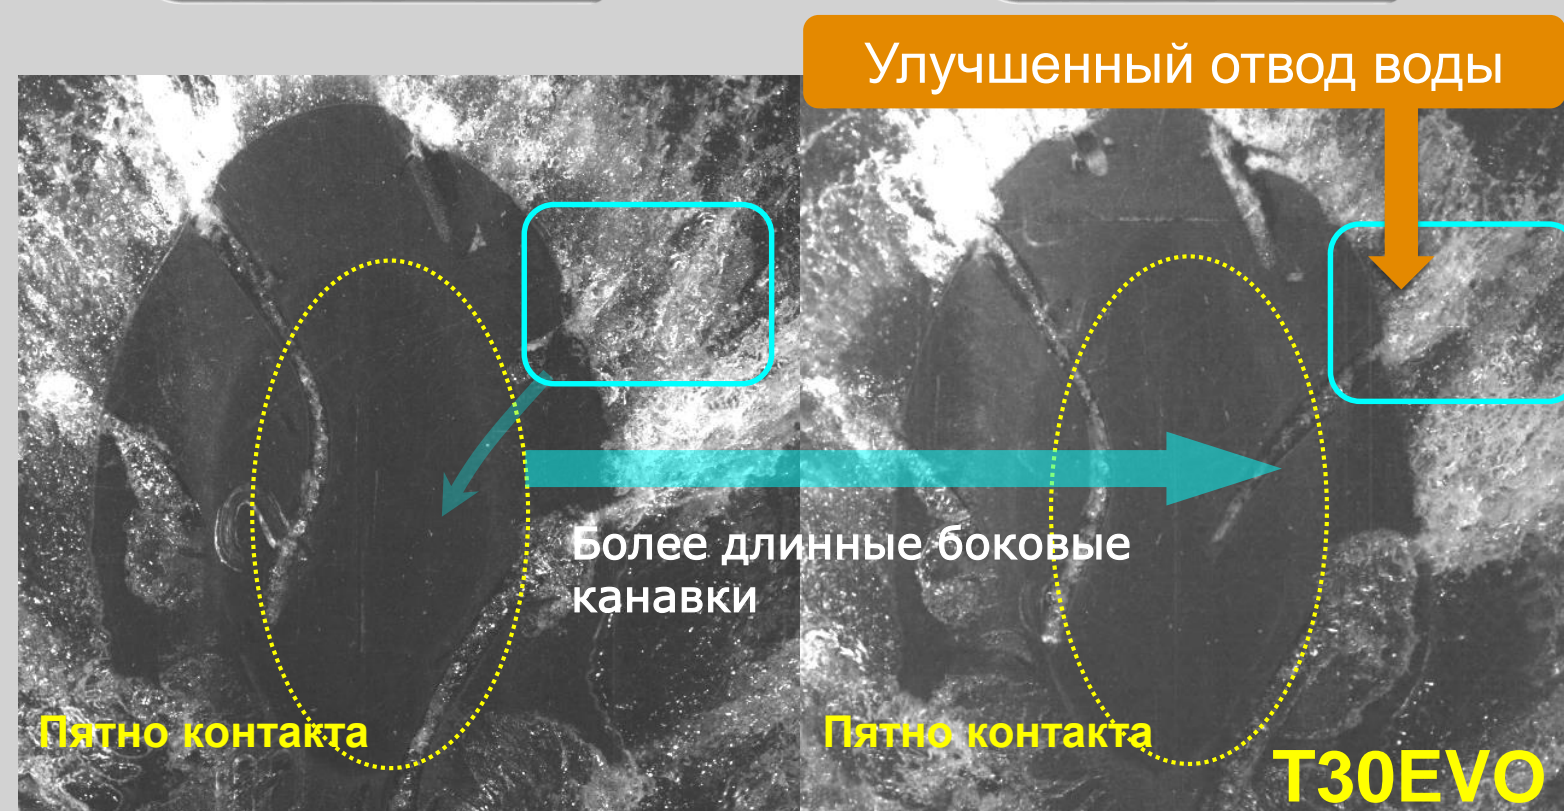 Улучшенный отвод воды
Более длинные боковые
канавки
Пятно контакта
Пятно контакта
T30EVO